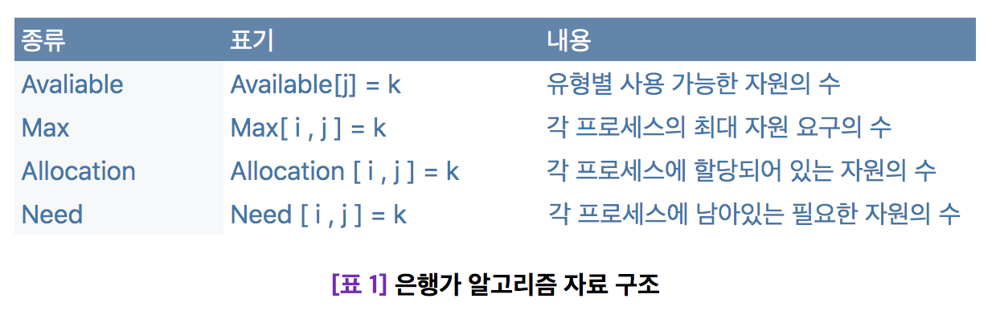 종류 표기 내용
Avaliable Available[j] = k 유형별 사용 가능한 자원의 수
Max Max[ i , j ] = k 각 프로세스의 최대 자원 요구의 수
Allocation Allocation [ i , j ] = k 각 프로세스에 할당되어 있는 자원의 수
Need Need [ i , j ] = k 각 프로세스에 남아있는 필요한 자원의 수
[표 1] 은행가 알고리즘 자료 구조